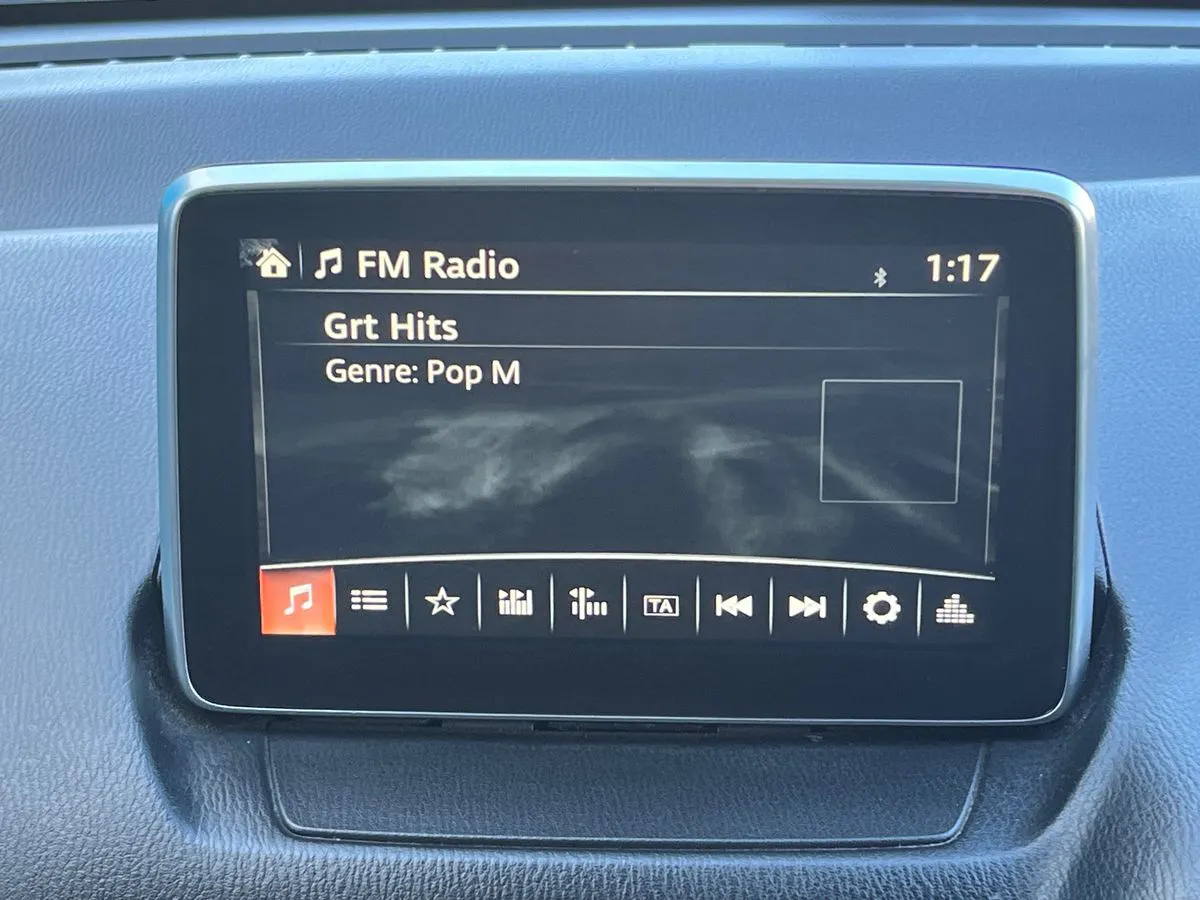 FM Radio 1:17
Grt Hits
Genre: Pop M
TA